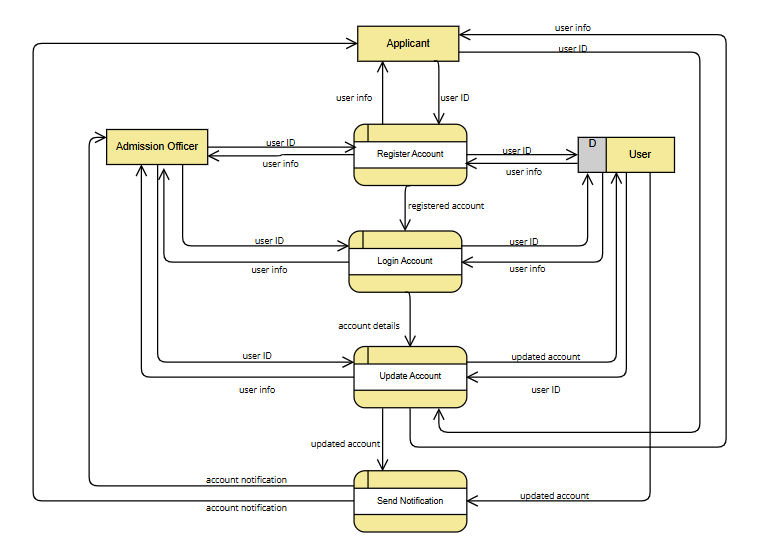 user info
Applicant
user ID
user info
user ID
Admission Officer
user ID
user info
Register Account
user ID
user info
D
User
registered account
user ID
user info
Login Account
user ID
user info
account details
user ID
user info
Update Account
updated account
user ID
updated account
account notification
account notification
Send Notification
updated account